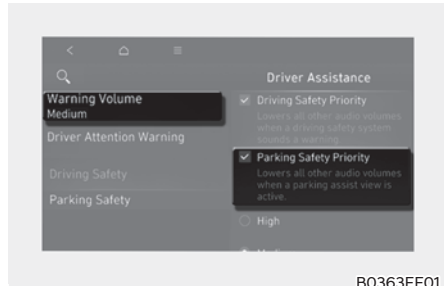 Driver Assistance
Warning Volume
Medium
Driver Attention Warning
Driving Safety
Parking Safety
Driving Safety Priority
Lowers all other audio volumes
when a driving safety system
sounds a warning.
Parking Safety Priority
Lowers all other audio volumes
when a parking assist view is
active.
High
B0363EE01